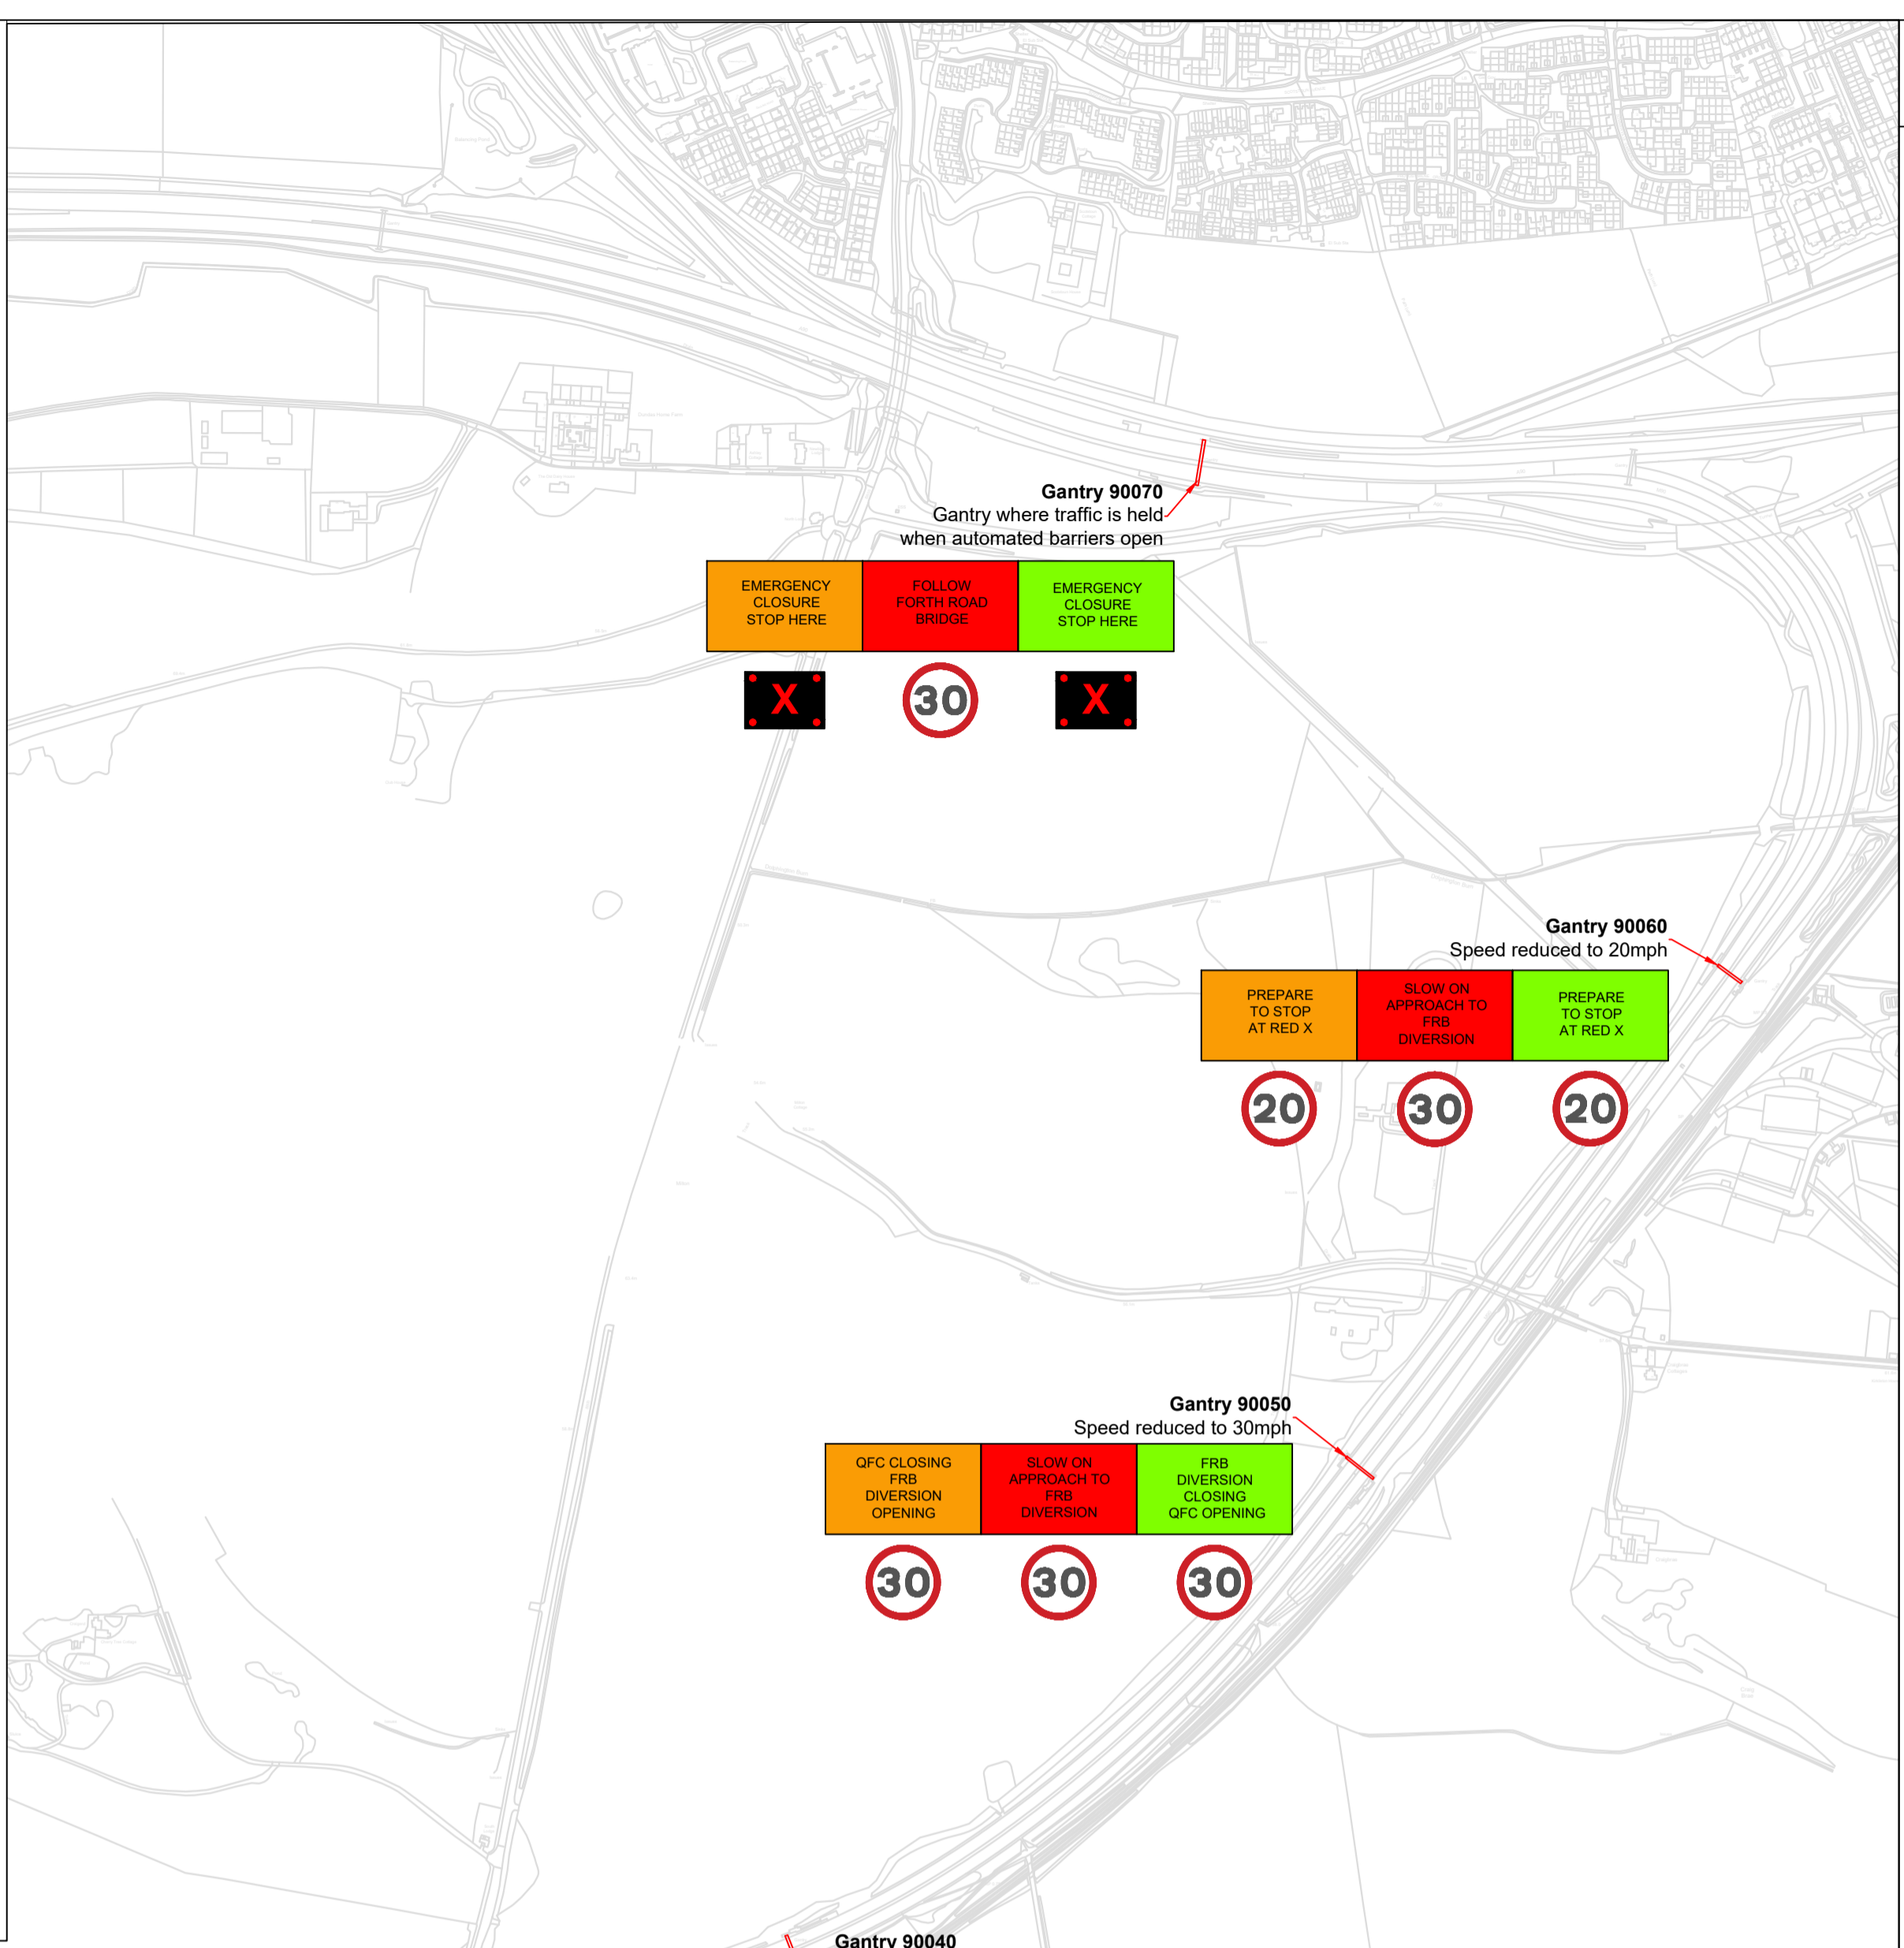 Gantry 90070
Gantry where traffic is held
when automated barriers open
EMERGENCY
CLOSURE
STOP HERE
FOLLOW
FORTH ROAD
BRIDGE
EMERGENCY
CLOSURE
STOP HERE
X
30
X
Gantry 90060
Speed reduced to 20mph
PREPARE
TO STOP
AT RED X
SLOW ON
APPROACH TO
FRB
DIVERSION
PREPARE
TO STOP
AT RED X
20
30
20
Gantry 90050
Speed reduced to 30mph
QFC CLOSING
FRB
DIVERSION
OPENING
SLOW ON
APPROACH TO
FRB
DIVERSION
FRB
DIVERSION
CLOSING
QFC OPENING
30
30
30
Gantry 90040